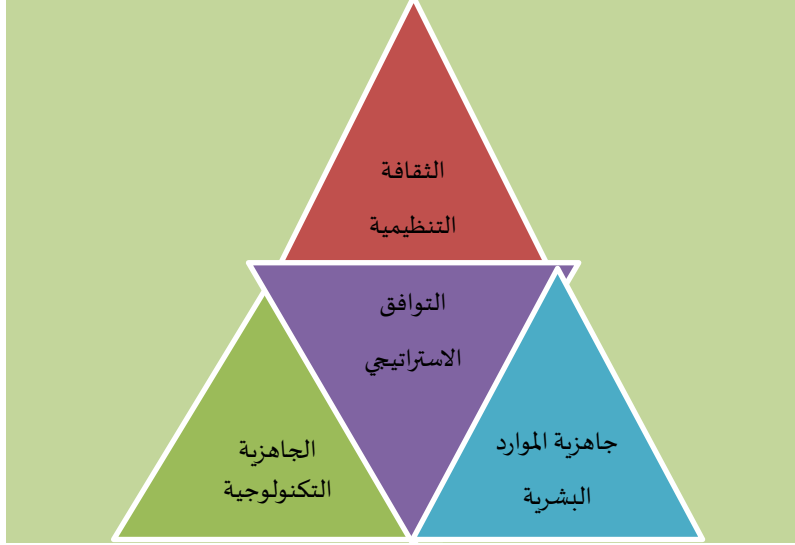 الثقافة
التنظيمية
التوافق
الاستراتيجي
جاهزية الموارد
البشرية
الجاهزية
التكنولوجية